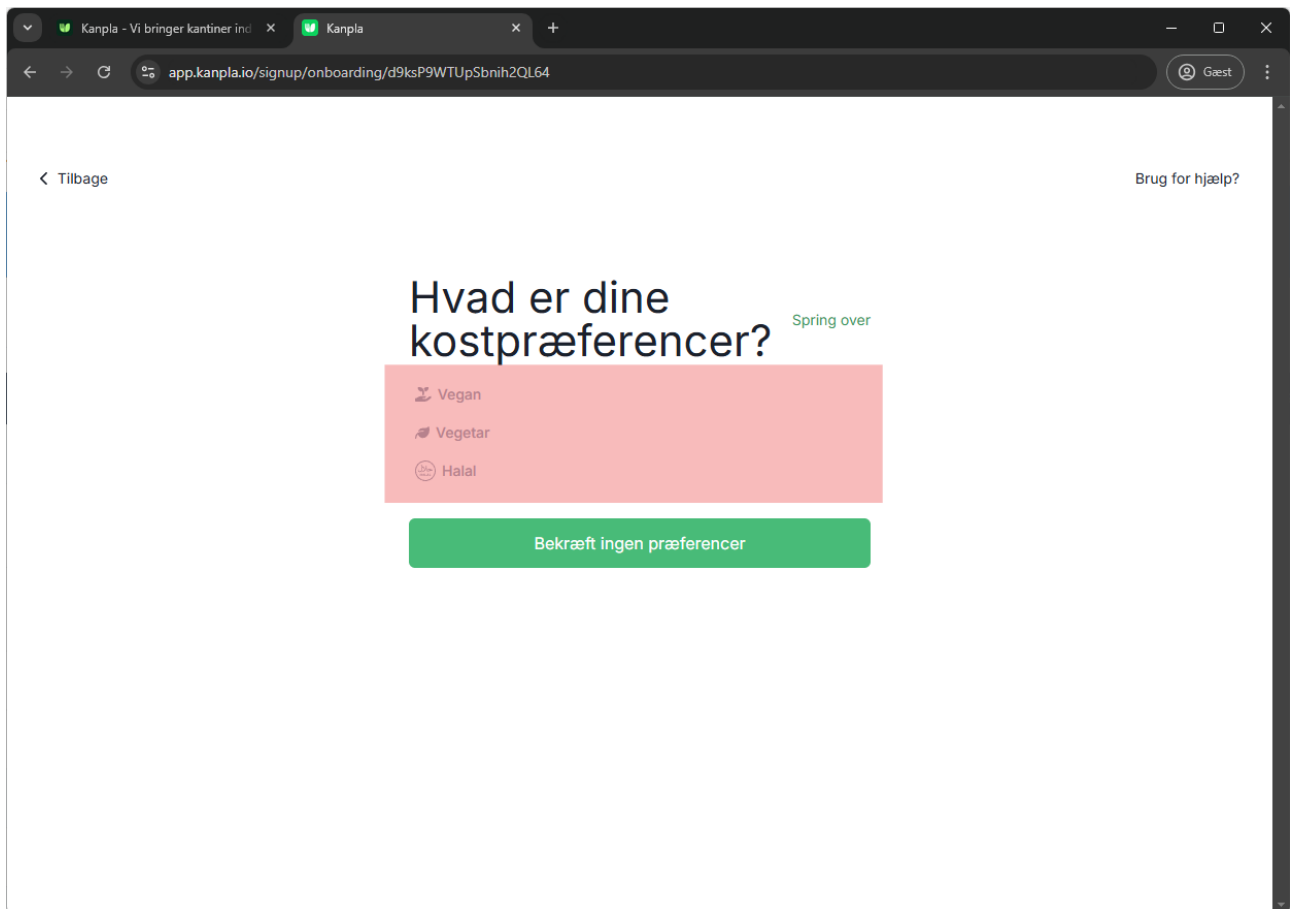 Kanpla - Vi bringer kantiner ind
Kanpla
app.kanpla.io/signup/onboarding/d9ksP9WTUpSbnih2QL64
Gæst
Tilbage
Brug for hjælp?
Hvad er dine
kostpræferencer?
Spring over
Vegan
Vegetar
Halal
Bekræft ingen præferencer